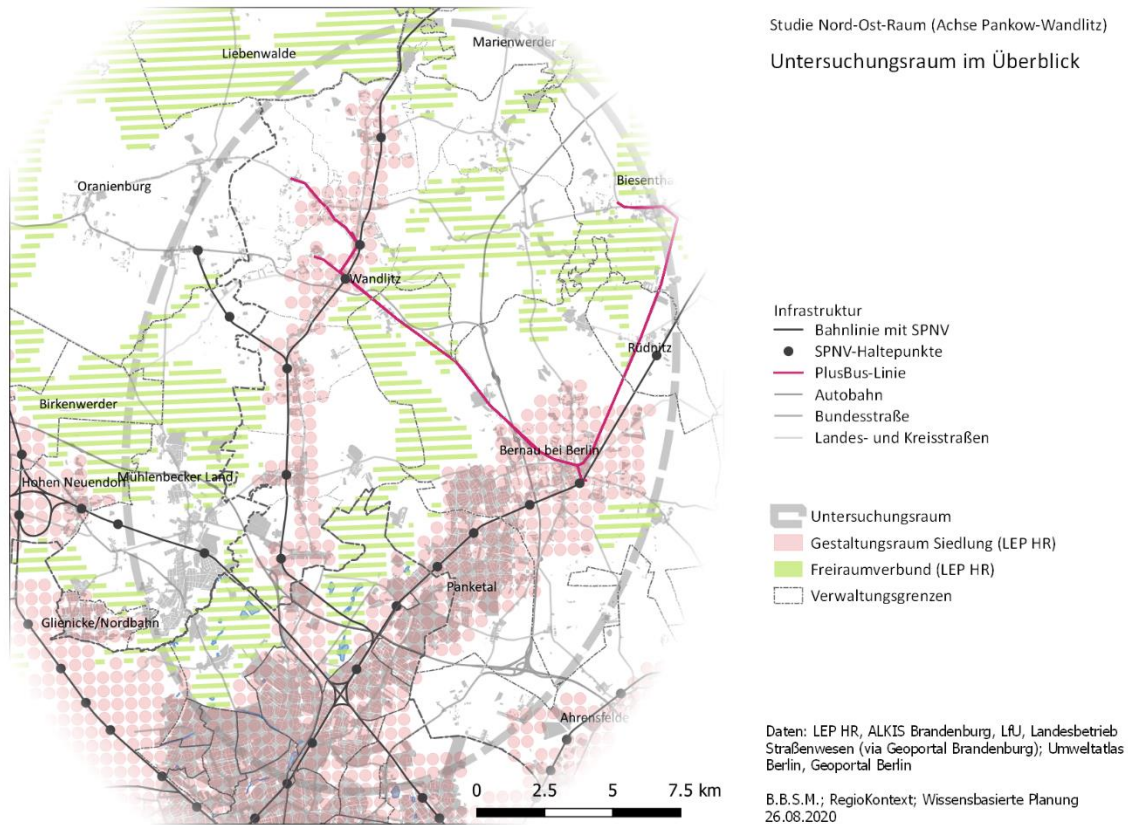 Studie Nord-Ost-Raum (Achse Pankow-Wandlitz)
Untersuchungsraum im Überblick
Marienwerder
Liebenwalde
Oranienburg
Biesentha
Wandlitz
Rüdnitz
Birkenwerder
Bernau bei Berlin
Hohen Neuendorf
Mühlenbecker Land
Panketal
Glienicke/Nordbahn
Ahrensfelde
0 2.5 5 7.5 km
Infrastruktur
Bahnlinie mit SPNV
SPNV-Haltepunkte
PlusBus-Linie
Autobahn
Bundesstraße
Landes- und Kreisstraßen
Untersuchungsraum
Gestaltungsraum Siedlung (LEP HR)
Freiraumverbund (LEP HR)
Verwaltungsgrenzen
Daten: LEP HR, ALKIS Brandenburg, LfU, Landesbetrieb
Straßenwesen (via Geoportal Brandenburg); Umweltatlas
Berlin, Geoportal Berlin
B.B.S.M.; RegioKontext; Wissensbasierte Planung
26.08.2020